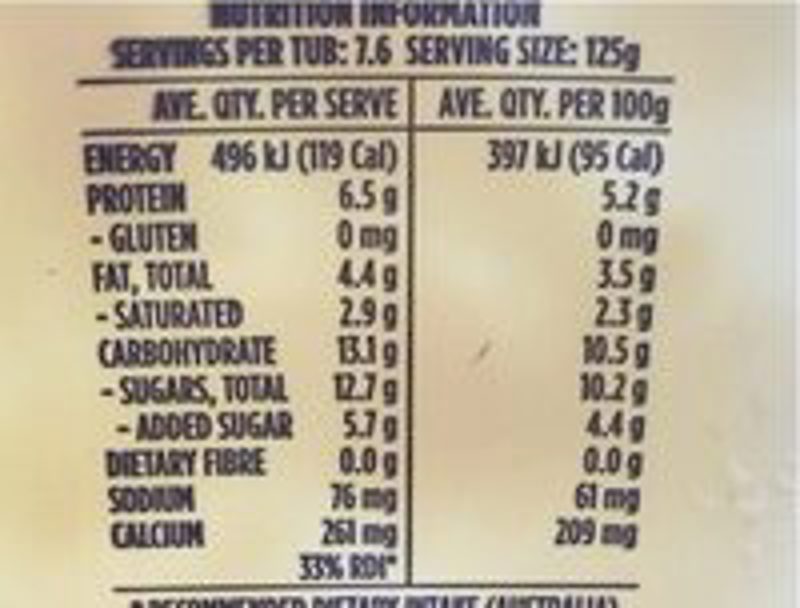 NUTRITION INFORMATION
SERVINGS PER TUB: 7.6 SERVING SIZE: 125g
AVE. QTY. PER SERVE AVE. QTY. PER 100g
ENERGY 496 kJ (119 Cal) 397 kJ (95 Cal)
PROTEIN 6.5 g 5.2 g
- GLUTEN 0 mg 0 mg
FAT, TOTAL 4.4 g 3.5 g
- SATURATED 2.9 g 2.3 g
CARBOHYDRATE 13.1 g 10.5 g
- SUGARS, TOTAL 12.7 g 10.2 g
- ADDED SUGAR 5.7 g 4.4 g
DIETARY FIBRE 0.0 g 0.0 g
SODIUM 76 mg 61 mg
CALCIUM 261 mg 209 mg
33% RDI*
RECOMMENDED DIETARY INTAKE (AUSTRALIA)